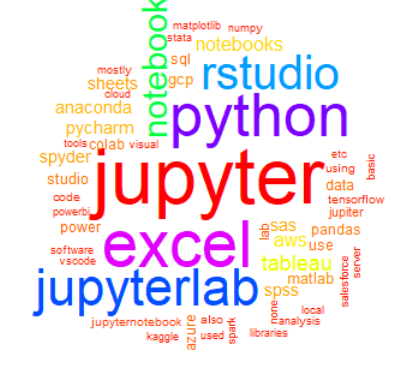 matplotlib numpy
stata
notebook
notebooks
sql
mostly
rstudio
sheets gcp
cloud
anaconda
python
pycharm
tools colab visual
spyder
etc
jupyter
using
basic
studio
data
code
tensorflow
powerbi
jupiter
power
excel
lab
sas
pandas
aws
use
software
vscode
tableau
server
jupyterlab
matlab
spss
salesforce
none
local
jupyternotebook
azure
also
spark
analysis
kaggle
used
libraries